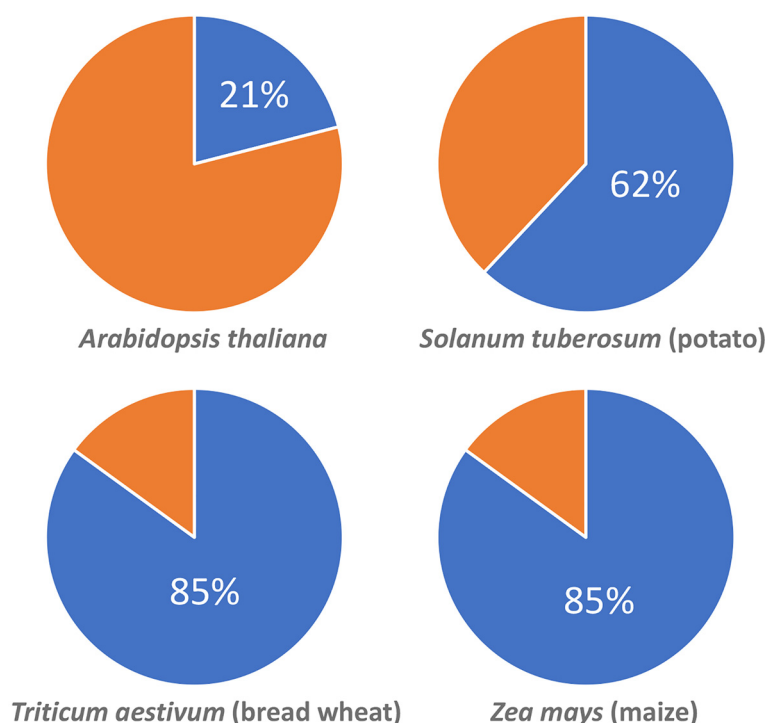 21%
62%
Arabidopsis thaliana
Solanum tuberosum (potato)
85%
85%
Triticum aestivum (bread wheat)
Zea mays (maize)